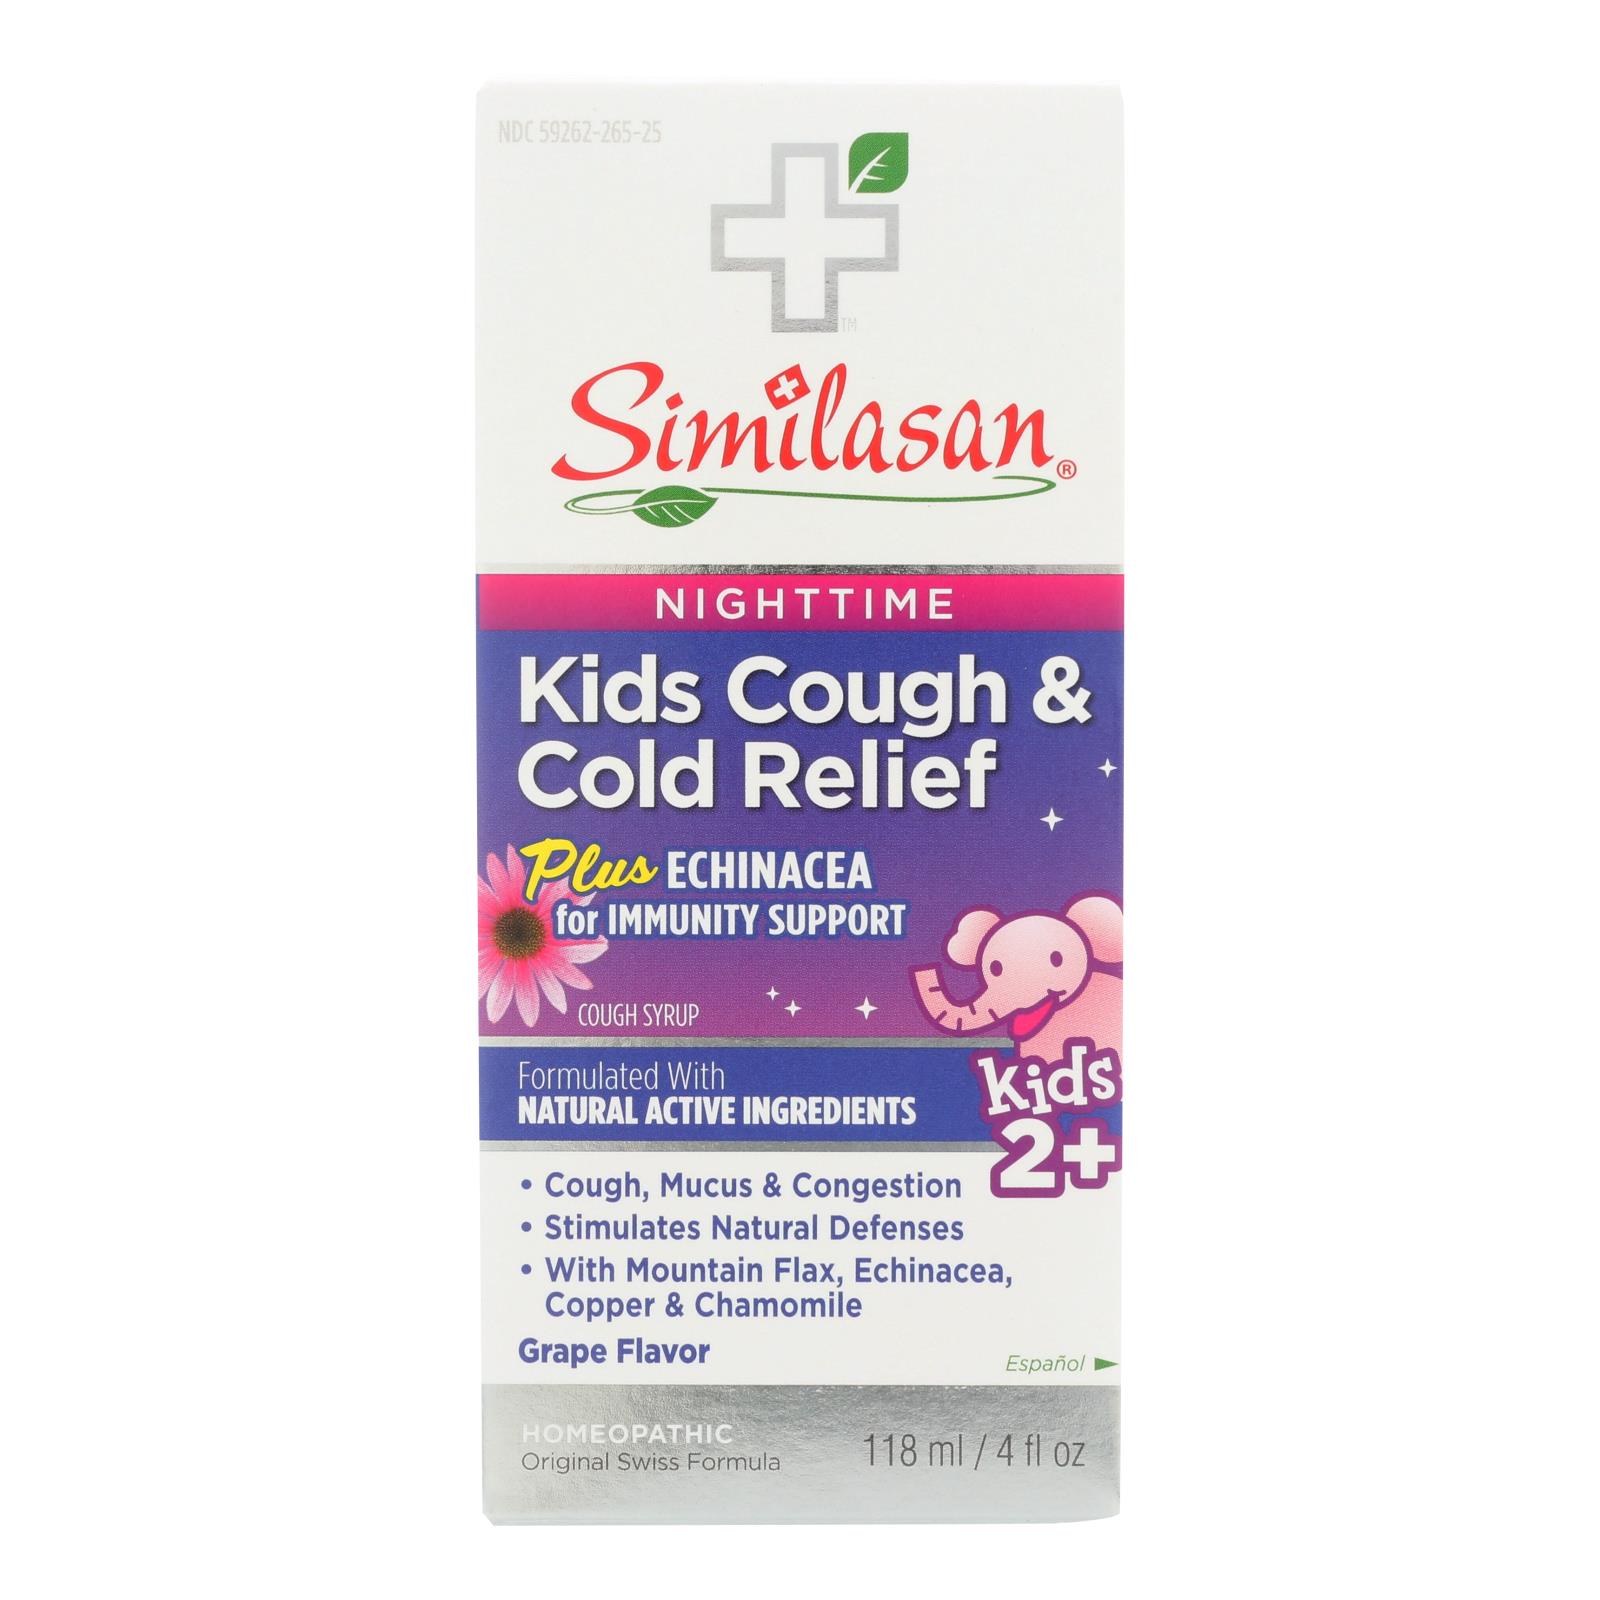 NDC 59262-265-25
TM
Similasan®
NIGHTTIME
Kids Cough &
Cold Relief
Plus ECHINACEA
for IMMUNITY SUPPORT
COUGH SYRUP
Formulated With
NATURAL ACTIVE INGREDIENTS
kids
2+
• Cough, Mucus & Congestion
• Stimulates Natural Defenses
• With Mountain Flax, Echinacea,
Copper & Chamomile
Grape Flavor
Español
HOMEOPATHIC
Original Swiss Formula
118 ml / 4 fl oz